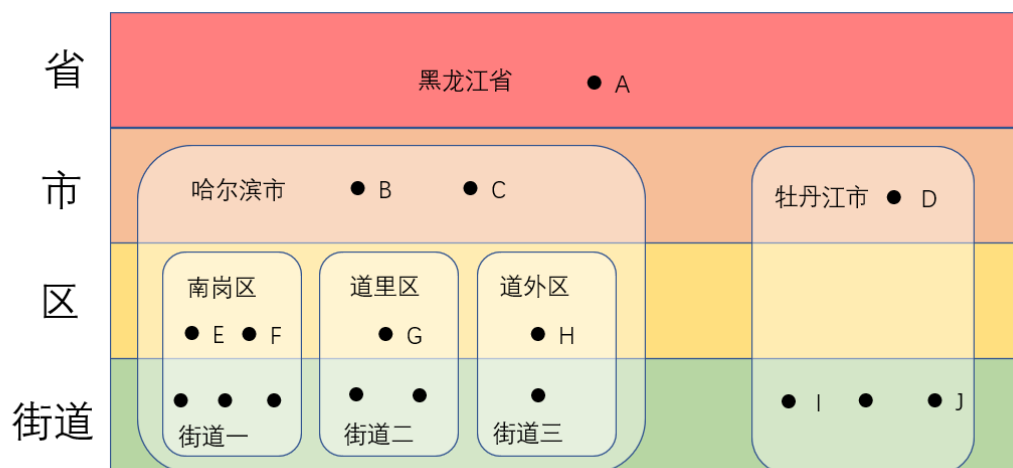 省
黑龙江省 A
市
哈尔滨市 B C
牡丹江市 D
区
南岗区 道里区 道外区
E F G H
街道
I J
街道一 街道二 街道三